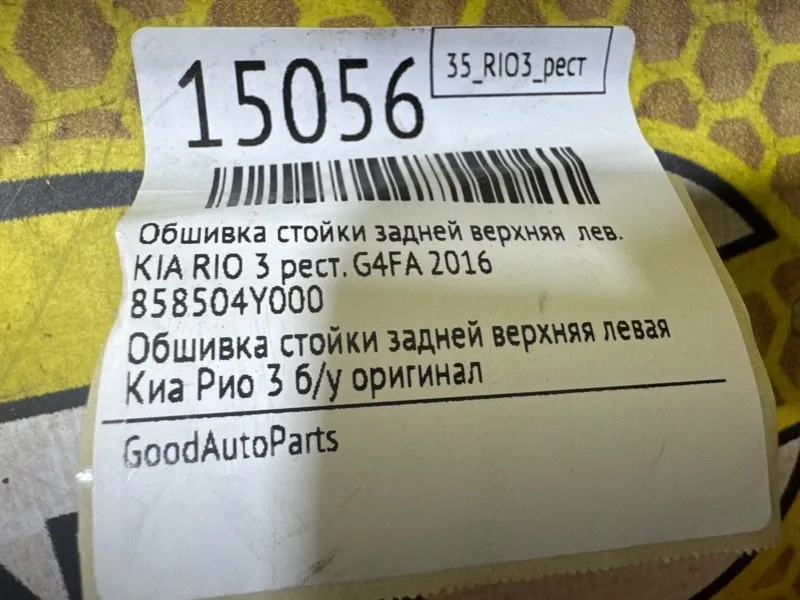 15056
35_RIO3_рест
Обшивка стойки задней верхняя лев.
KIA RIO 3 рест. G4FA 2016
858504Y000
Обшивка стойки задней верхняя левая
Киа Рио 3 б/у оригинал
GoodAutoParts